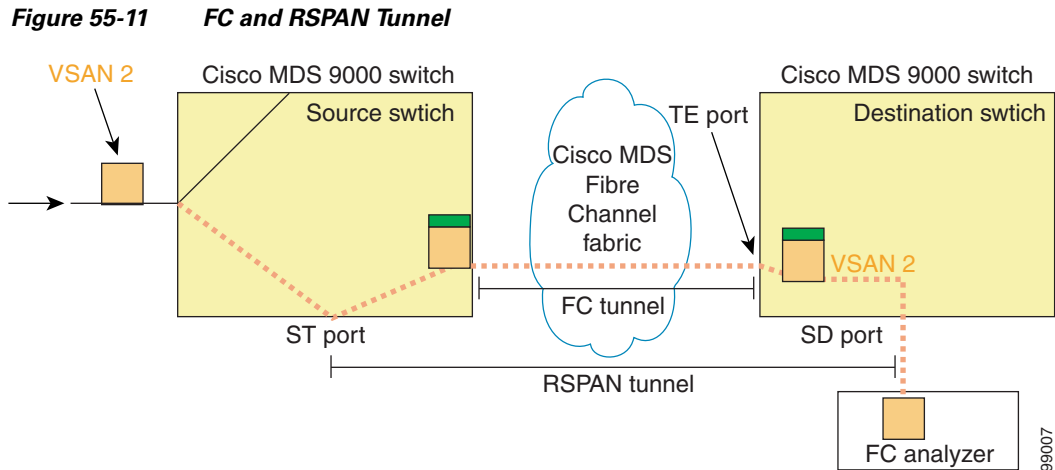 Figure 55-11 FC and RSPAN Tunnel
VSAN 2
Cisco MDS 9000 switch
Source swtich
TE port
Cisco MDS 9000 switch
Destination swtich
Cisco MDS
Fibre
Channel
fabric
VSAN 2
FC tunnel
ST port
SD port
RSPAN tunnel
FC analyzer
99007